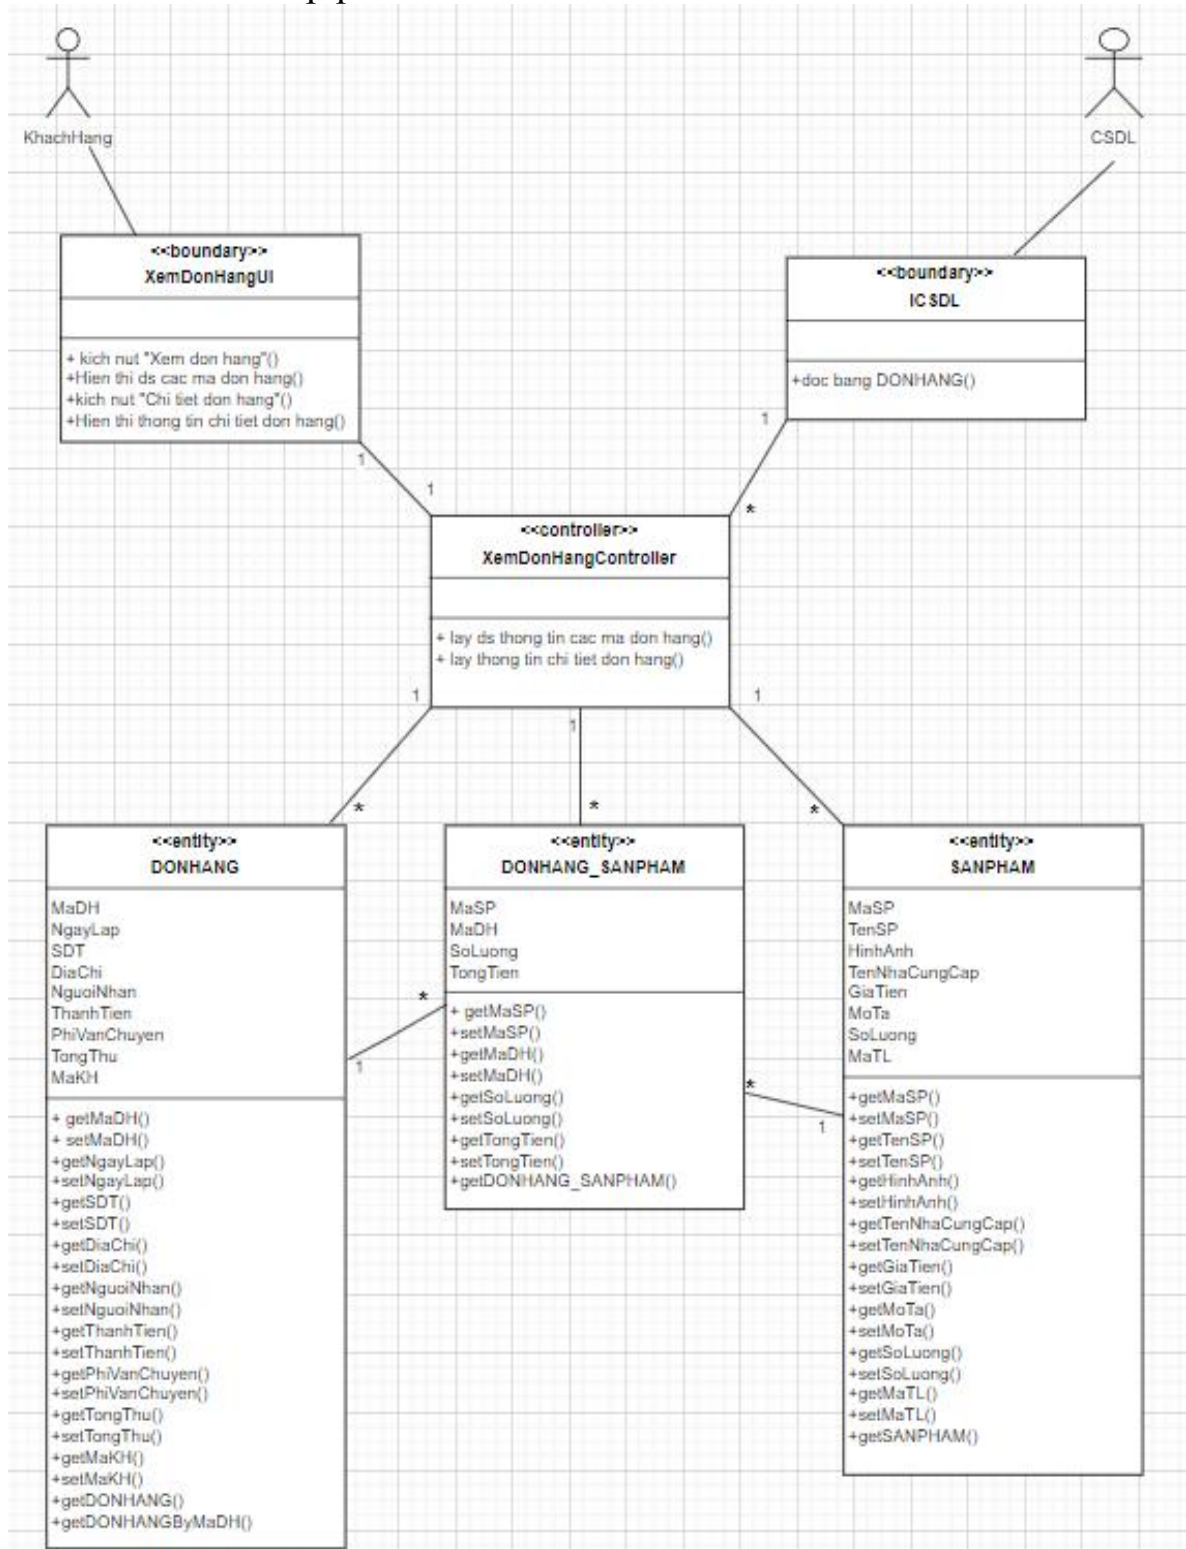 KhachHang
CSDL
<<boundary>>
XemDonHangUI
+ kich nut "Xem don hang"()
+Hien thi ds cac ma don hang()
+kich nut "Chi tiet don hang"()
+Hien thi thong tin chi tiet don hang()
<<boundary>>
ICSDL
+doc bang DONHANG()
1
1
1
*
<<controller>>
XemDonHangController
+ lay ds thong tin cac ma don hang()
+ lay thong tin chi tiet don hang()
1
1
1
*
*
*
<<entity>>
DONHANG
MaDH
NgayLap
SDT
DiaChi
NguoiNhan
ThanhTien
PhiVanChuyen
TongThu
MaKH
+ getMaDH()
+ setMaDH()
+getNgayLap()
+setNgayLap()
+getSDT()
+setSDT()
+getDiaChi()
+setDiaChi()
+getNguoiNhan()
+setNguoiNhan()
+getThanhTien()
+setThanhTien()
+getPhiVanChuyen()
+setPhiVanChuyen()
+getTongThu()
+setTongThu()
+getMaKH()
+setMaKH()
+getDONHANG()
+getDONHANGByMaDH()
1
*
<<entity>>
DONHANG_SANPHAM
MaSP
MaDH
SoLuong
TongTien
+ getMaSP()
+setMaSP()
+getMaDH()
+setMaDH()
+getSoLuong()
+setSoLuong()
+getTongTien()
+setTongTien()
+getDONHANG_SANPHAM()
*
1
<<entity>>
SANPHAM
MaSP
TenSP
HinhAnh
TenNhaCungCap
GiaTien
MoTa
SoLuong
MaTL
+getMaSP()
+setMaSP()
+getTenSP()
+setTenSP()
+getHinhAnh()
+setHinhAnh()
+getTenNhaCungCap()
+setTenNhaCungCap()
+getGiaTien()
+setGiaTien()
+getMoTa()
+setMoTa()
+getSoLuong()
+setSoLuong()
+getMaTL()
+setMaTL()
+getSANPHAM()